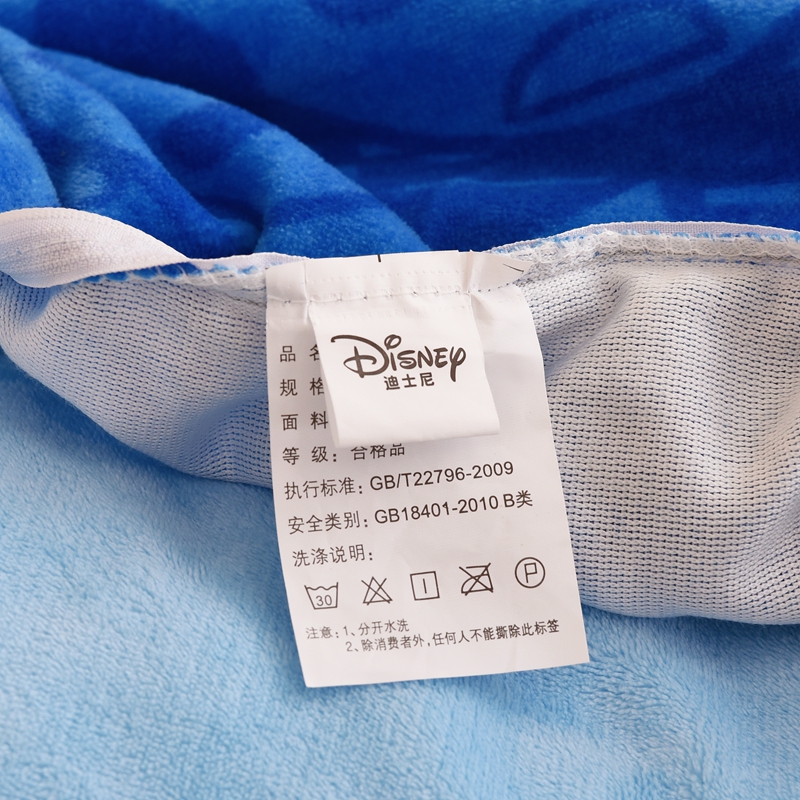 DISNEY
迪士尼
品
规 格
面 料
等 级: 合格品
执行标准: GB/T22796-2009
安全类别: GB18401-2010 B类
洗涤说明:
30 P
注意: 1、分开水洗
2、除消费者外,任何人不能撕除此标签